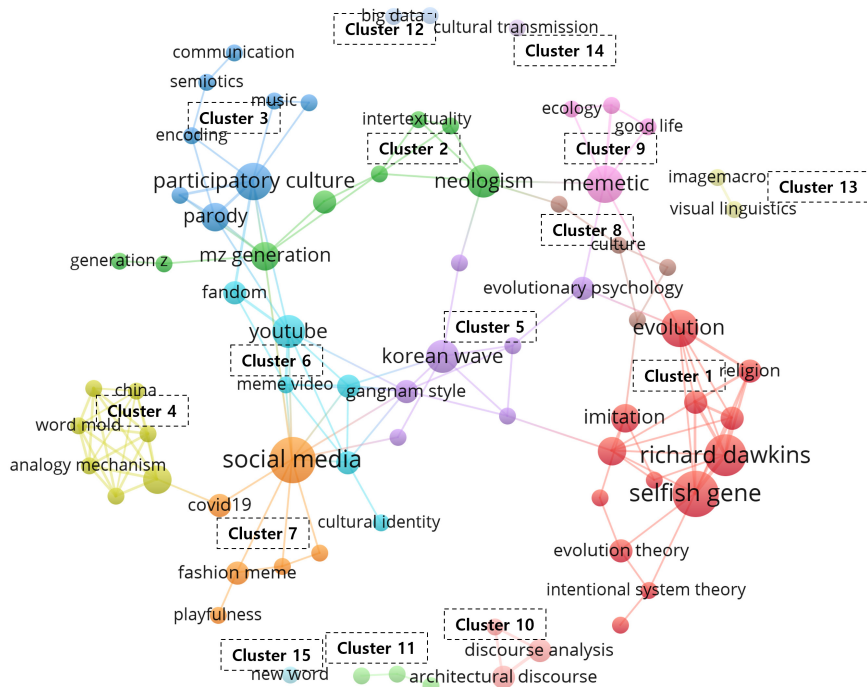 big data
Cluster 12
cultural transmission
Cluster 14
communication
semiotics
music
Cluster 3
encoding
intertextuality
Cluster 2
ecology
good life
Cluster 9
participatory culture
neologism
memetic
imagemacro
Cluster 13
visual linguistics
parody
Cluster 8
culture
mz generation
generation z
fandom
evolutionary psychology
youtube
Cluster 5
evolution
Cluster 6
korean wave
meme video
gangnam style
Cluster 1
religion
china
Cluster 4
word mold
imitation
analogy mechanism
social media
richard dawkins
selfish gene
covid19
cultural identity
Cluster 7
evolution theory
fashion meme
intentional system theory
playfulness
Cluster 10
discourse analysis
Cluster 15
Cluster 11
new word
architectural discourse